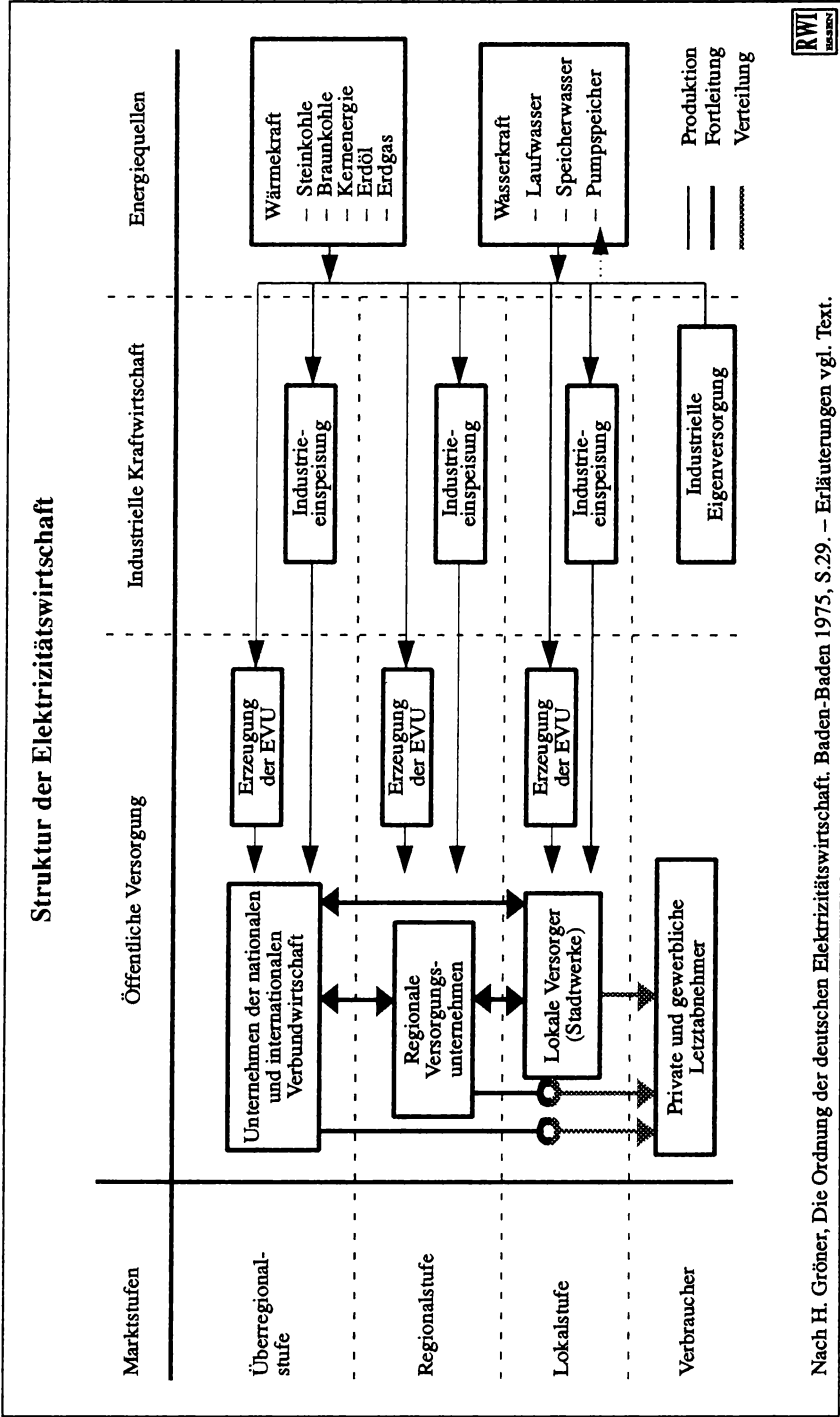 Struktur der Elektrizitätswirtschaft
Marktstufen
Öffentliche Versorgung
Industrielle Kraftwirtschaft
Energiequellen
Überregional-
stufe
Unternehmen der nationalen
und internationalen
Verbundwirtschaft
Erzeugung
der EVU
Industrie-
einspeisung
Wärmekraft
– Steinkohle
– Braunkohle
– Kernenergie
– Erdöl
– Erdgas
Regionalstufe
Regionale
Versorgungs-
unternehmen
Erzeugung
der EVU
Industrie-
einspeisung
Lokalstufe
Lokale Versorger
(Stadtwerke)
Erzeugung
der EVU
Industrie-
einspeisung
Wasserkraft
– Laufwasser
– Speicherwasser
– Pumpspeicher
Verbraucher
Private und gewerbliche
Letztabnehmer
Industrielle
Eigenversorgung
Produktion
Fortleitung
Verteilung
Nach H. Gröner, Die Ordnung der deutschen Elektrizitätswirtschaft. Baden-Baden 1975, S.29. – Erläuterungen vgl. Text.
RWI
ESSEN